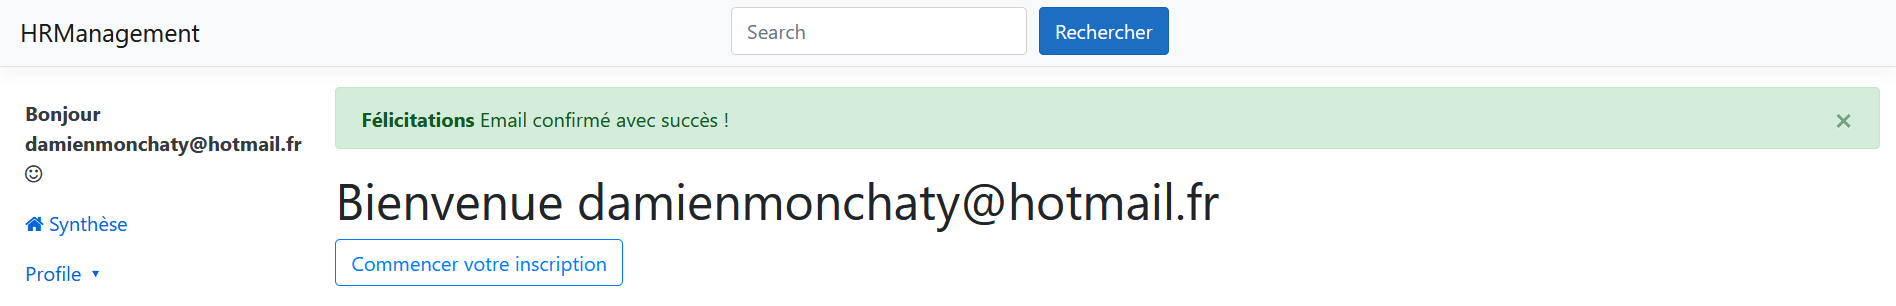 HRManagement
Search
Rechercher
Bonjour
damienmonchaty@hotmail.fr
Synthèse
Profile
Félicitations Email confirmé avec succès !
×
Bienvenue damienmonchaty@hotmail.fr
Commencer votre inscription